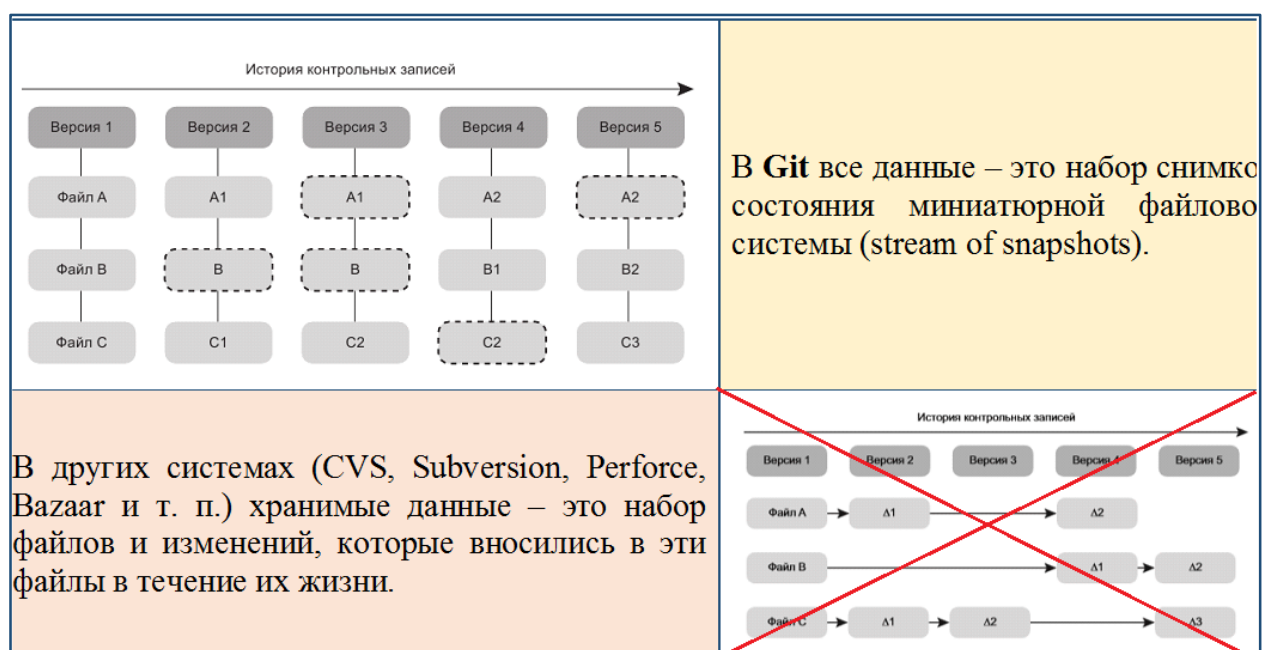 История контрольных записей
Версия 1 Версия 2 Версия 3 Версия 4 Версия 5
Файл A A1 A1 A2 A2
Файл B B B B1 B2
Файл C C1 C2 C2 C3
В Git все данные – это набор снимко
состояния миниатюрной файлово
системы (stream of snapshots).
В других системах (CVS, Subversion, Perforce,
Bazaar и т. п.) хранимые данные – это набор
файлов и изменений, которые вносились в эти
файлы в течение их жизни.
История контрольных записей
Версия 1 Версия 2 Версия 3 Версия 4 Версия 5
Файл A Δ1 Δ2
Файл B Δ1 Δ2
Файл C Δ1 Δ2 Δ3